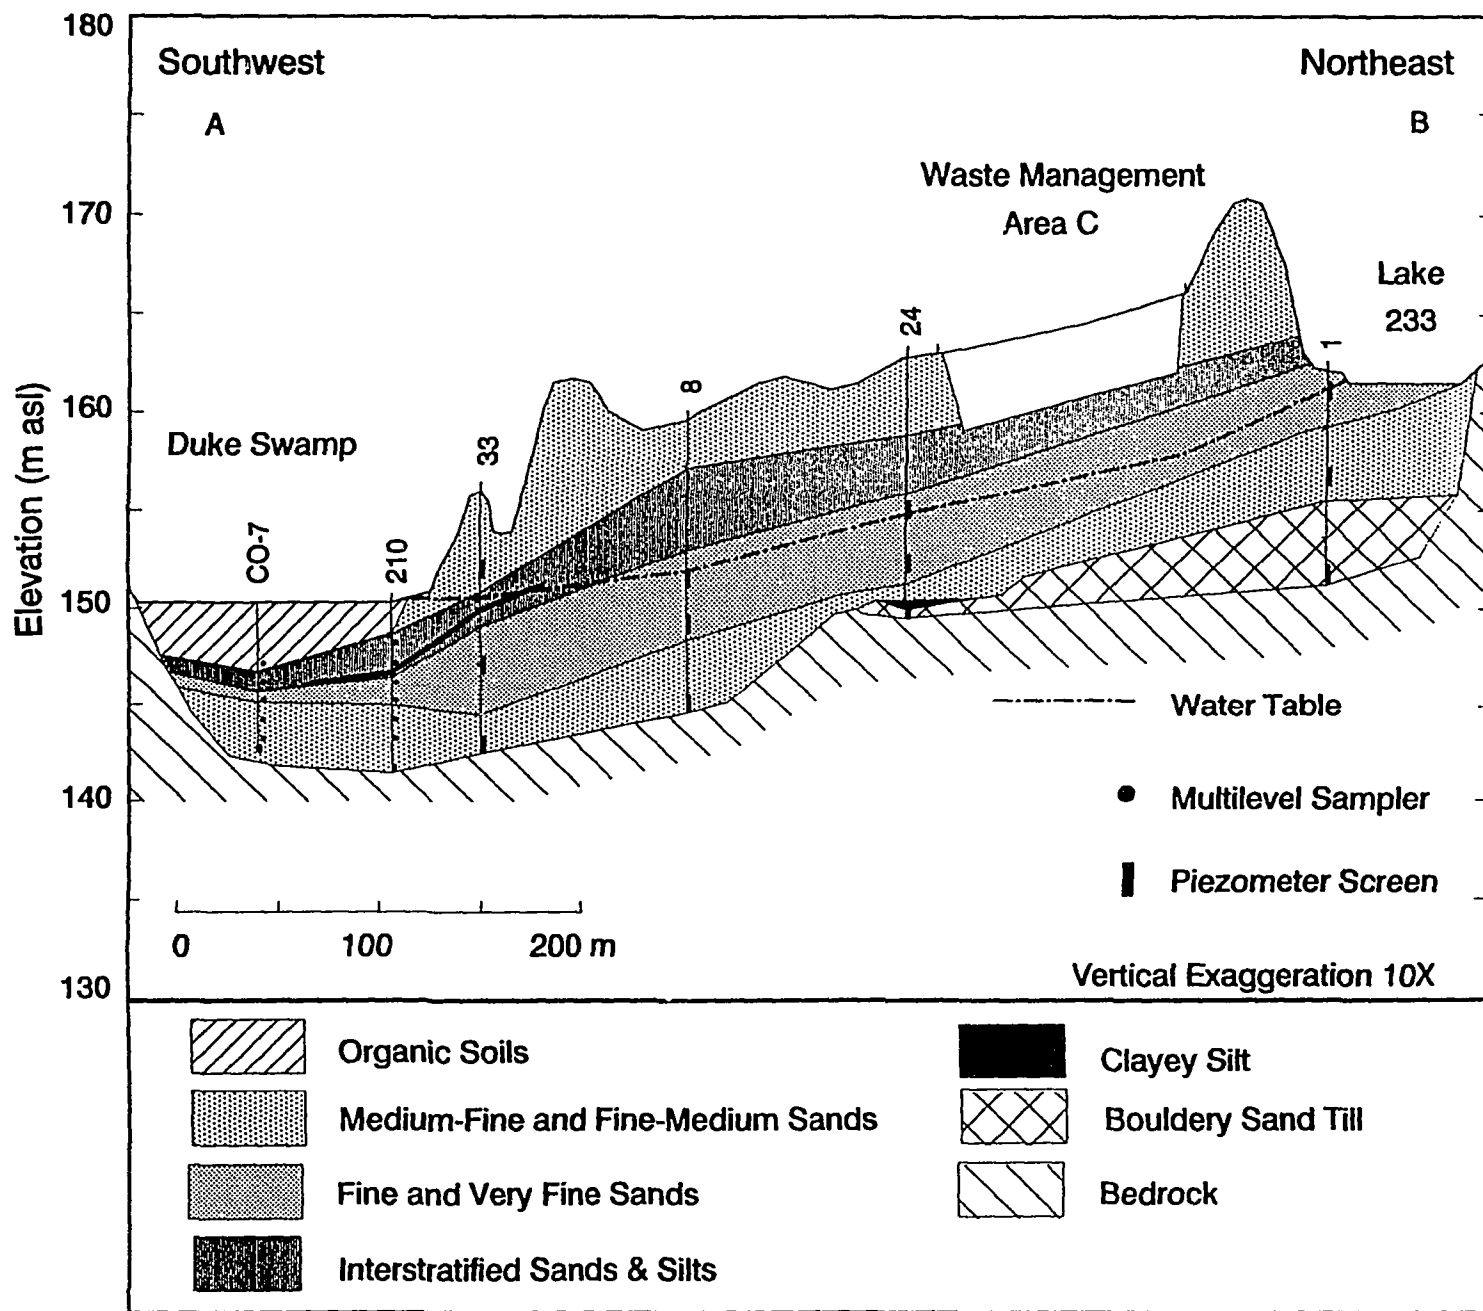 180
Southwest
Northeast
A
B
Waste Management
Area C
170
Lake
233
24
1
8
160
Duke Swamp
33
Elevation (m asl)
CO-7
210
150
Water Table
140
Multilevel Sampler
Piezometer Screen
0
100
200 m
130
Vertical Exaggeration 10X
Organic Soils
Clayey Silt
Medium-Fine and Fine-Medium Sands
Bouldery Sand Till
Fine and Very Fine Sands
Bedrock
Interstratified Sands & Silts